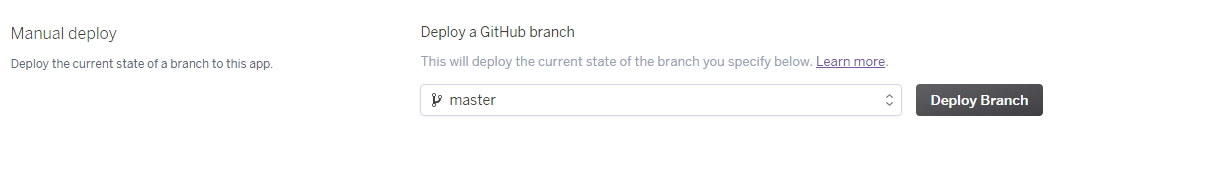 Manual deploy
Deploy the current state of a branch to this app.
Deploy a GitHub branch
This will deploy the current state of the branch you specify below. Learn more.
master
Deploy Branch